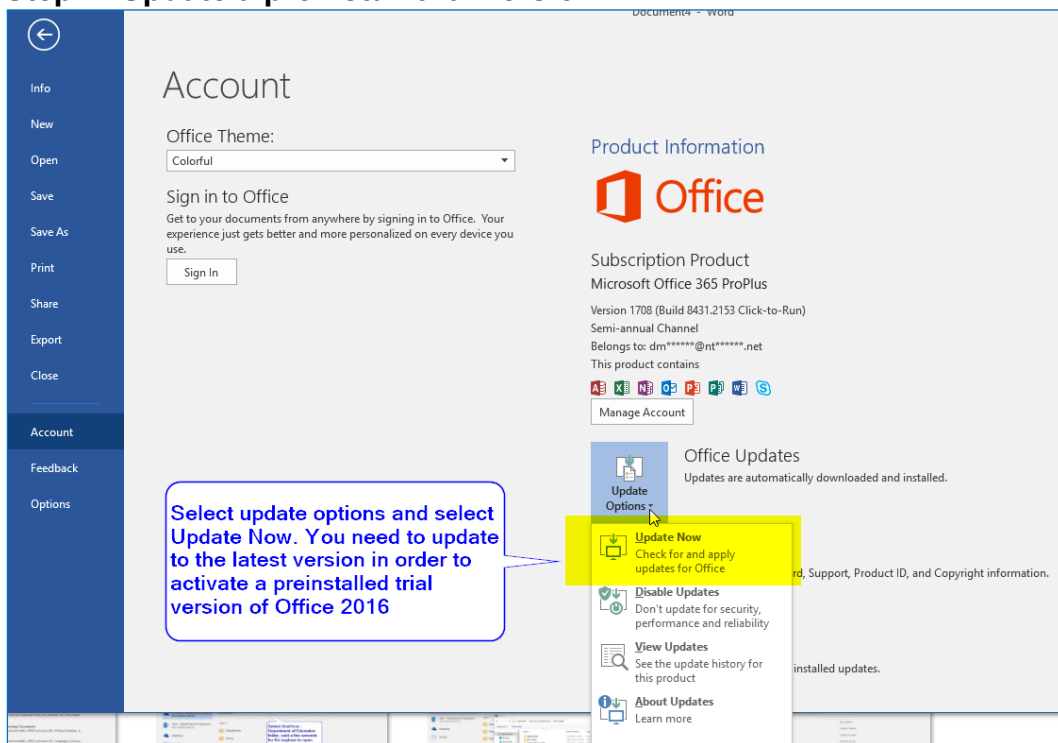 Document4 - Word
Info
New
Open
Save
Save As
Print
Share
Export
Close
Account
Feedback
Options
Account
Office Theme:
Colorful
Sign in to Office
Get to your documents from anywhere by signing in to Office. Your
experience just gets better and more personalized on every device you
use.
Sign In
Product Information
Office
Subscription Product
Microsoft Office 365 ProPlus
Version 1708 (Build 8431.2153 Click-to-Run)
Semi-annual Channel
Belongs to: dm******@nt******.net
This product contains
Manage Account
Update
Options
Office Updates
Updates are automatically downloaded and installed.
Update Now
Check for and apply
updates for Office
Support, Product ID, and Copyright information.
Disable Updates
Don't update for security,
performance and reliability
View Updates
See the update history for
this product
installed updates.
About Updates
Learn more
Select update options and select
Update Now. You need to update
to the latest version in order to
activate a preinstalled trial
version of Office 2016